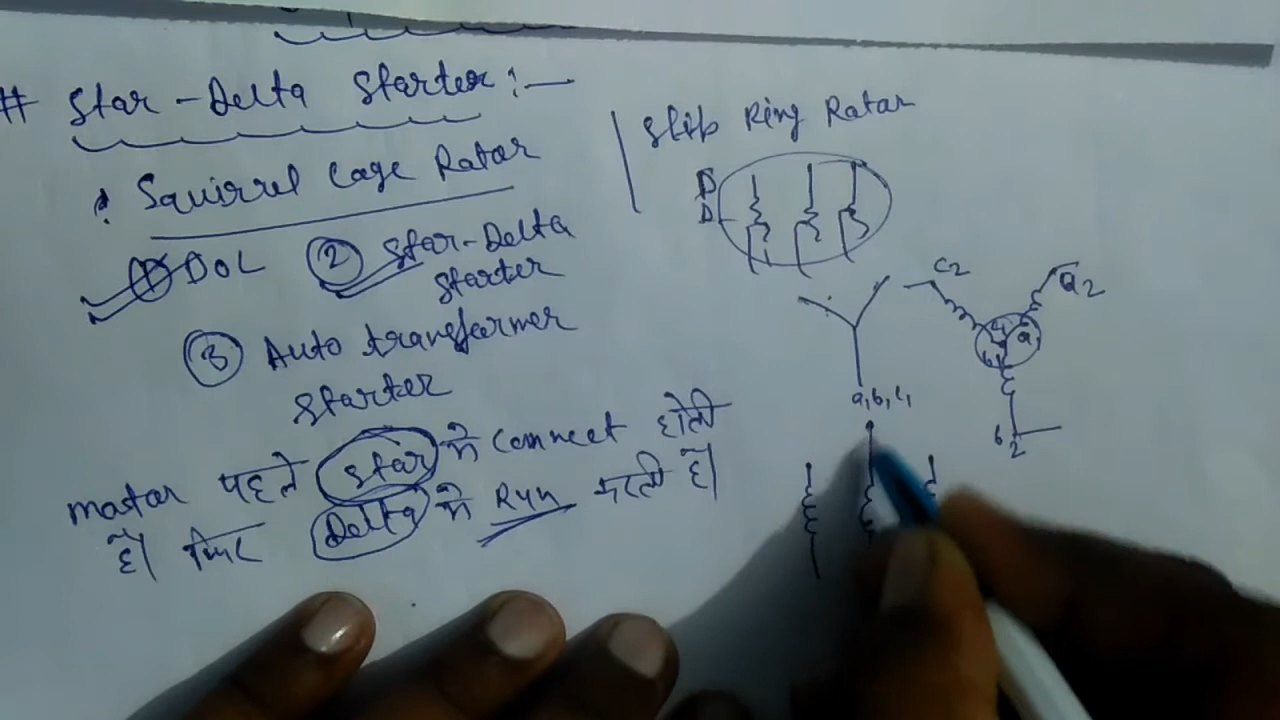 # Star-Delta Starter:-
Squirrel Cage Rotor
① DOL ② Star-Delta
Starter
③ Auto transformer
Starter
motor पहले Star मे Connect होती
है। फिर Delta मे Run करती है।
Slip Ring Rotor
C2
a2
a, b, c,
b2